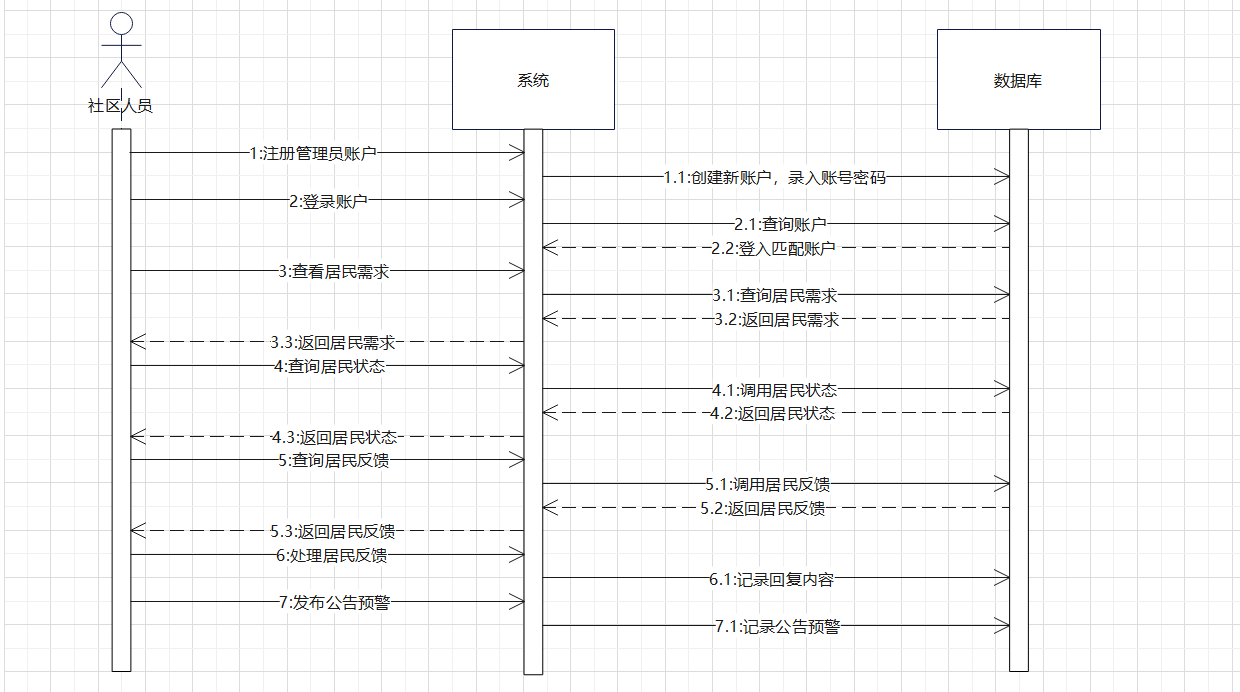 社区人员
系统
数据库
1:注册管理员账户
1.1:创建新账户，录入账号密码
2:登录账户
2.1:查询账户
2.2:登入匹配账户
3:查看居民需求
3.1:查询居民需求
3.2:返回居民需求
3.3:返回居民需求
4:查询居民状态
4.1:调用居民状态
4.2:返回居民状态
4.3:返回居民状态
5:查询居民反馈
5.1:调用居民反馈
5.2:返回居民反馈
5.3:返回居民反馈
6:处理居民反馈
6.1:记录回复内容
7:发布公告预警
7.1:记录公告预警